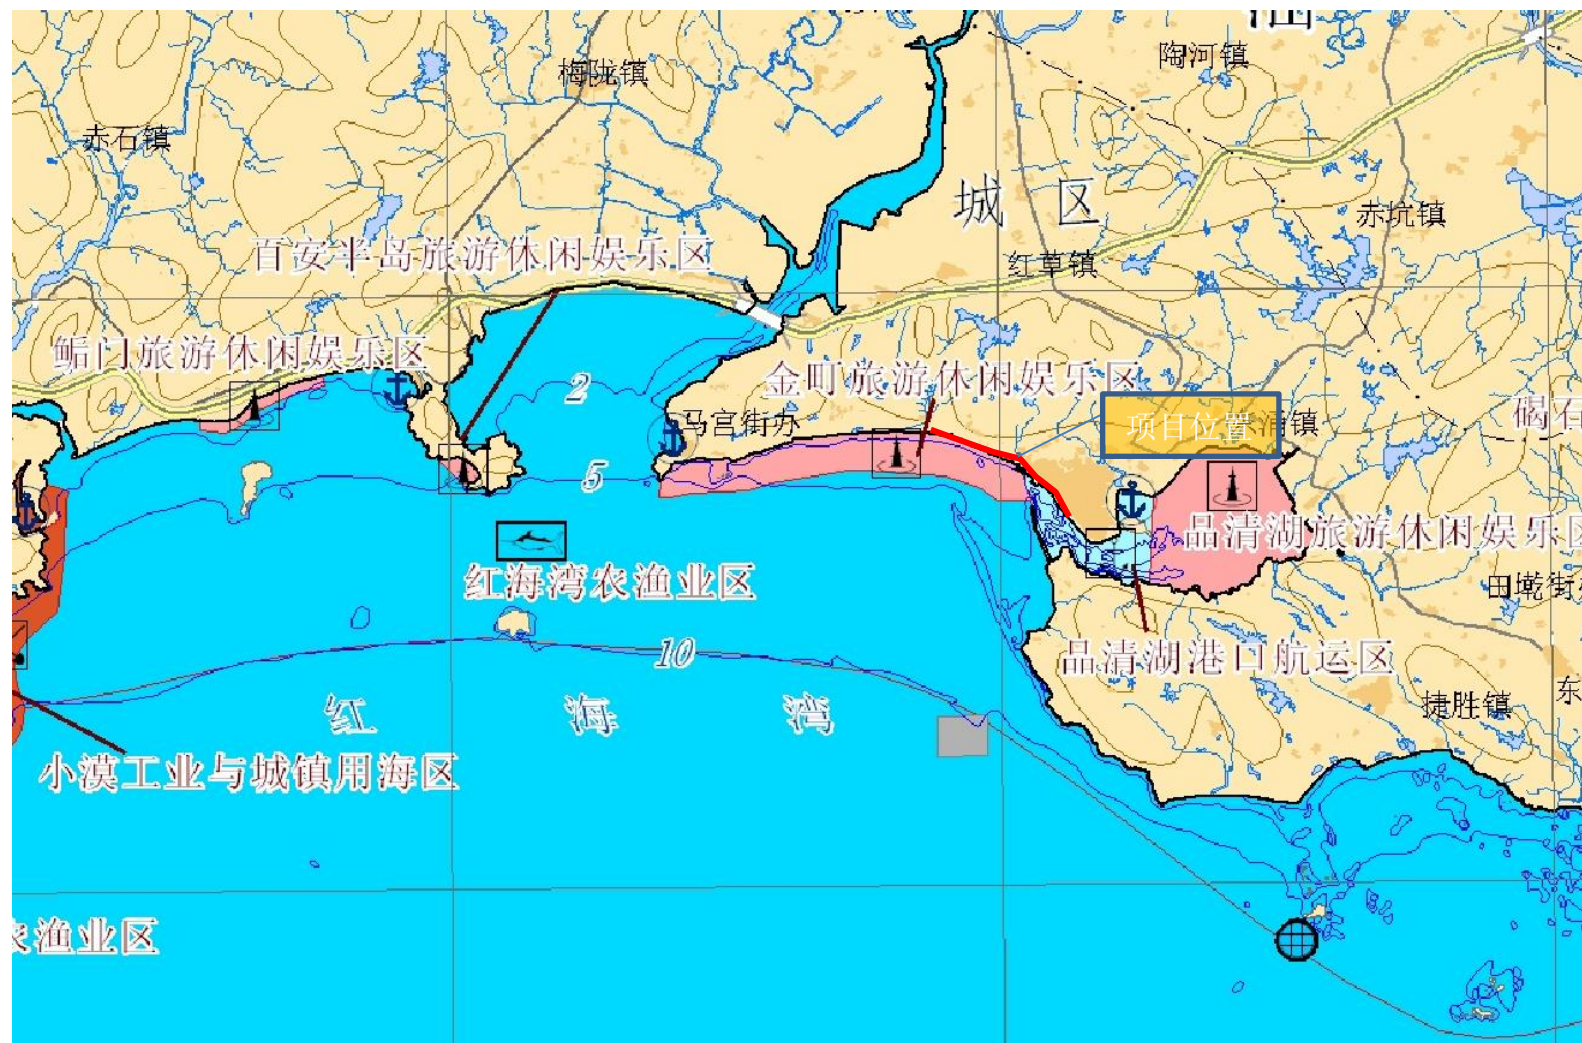 汕
陶河镇
梅陇镇
赤石镇
城区
赤坑镇
百安半岛旅游休闲娱乐区
红草镇
鲘门旅游休闲娱乐区
金町旅游休闲娱乐区
2
马宫街办
项目位置
浦镇
碣石
5
品清湖旅游休闲娱乐区
红海湾农渔业区
田墘街
10
品清湖港口航运区
红海湾
捷胜镇
东
小漠工业与城镇用海区
农渔业区